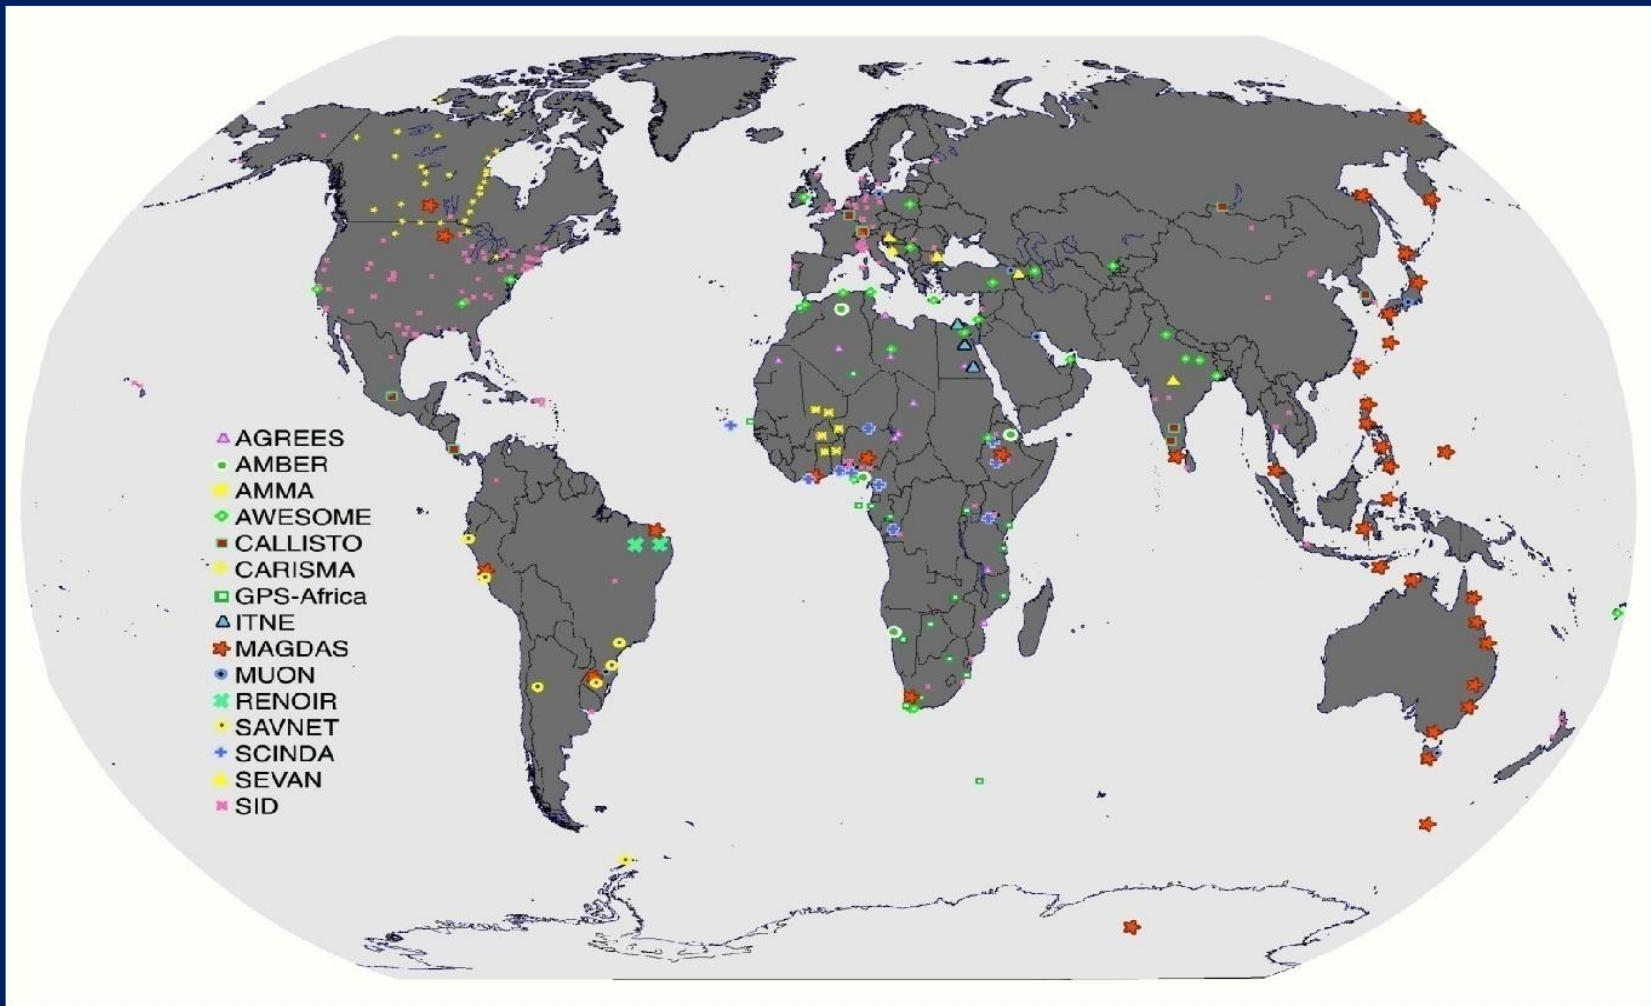 AGREES
AMBER
AMMA
AWESOME
CALLISTO
CARISMA
GPS-Africa
ITNE
MAGDAS
MUON
RENOIR
SAVNET
SCINDA
SEVAN
SID